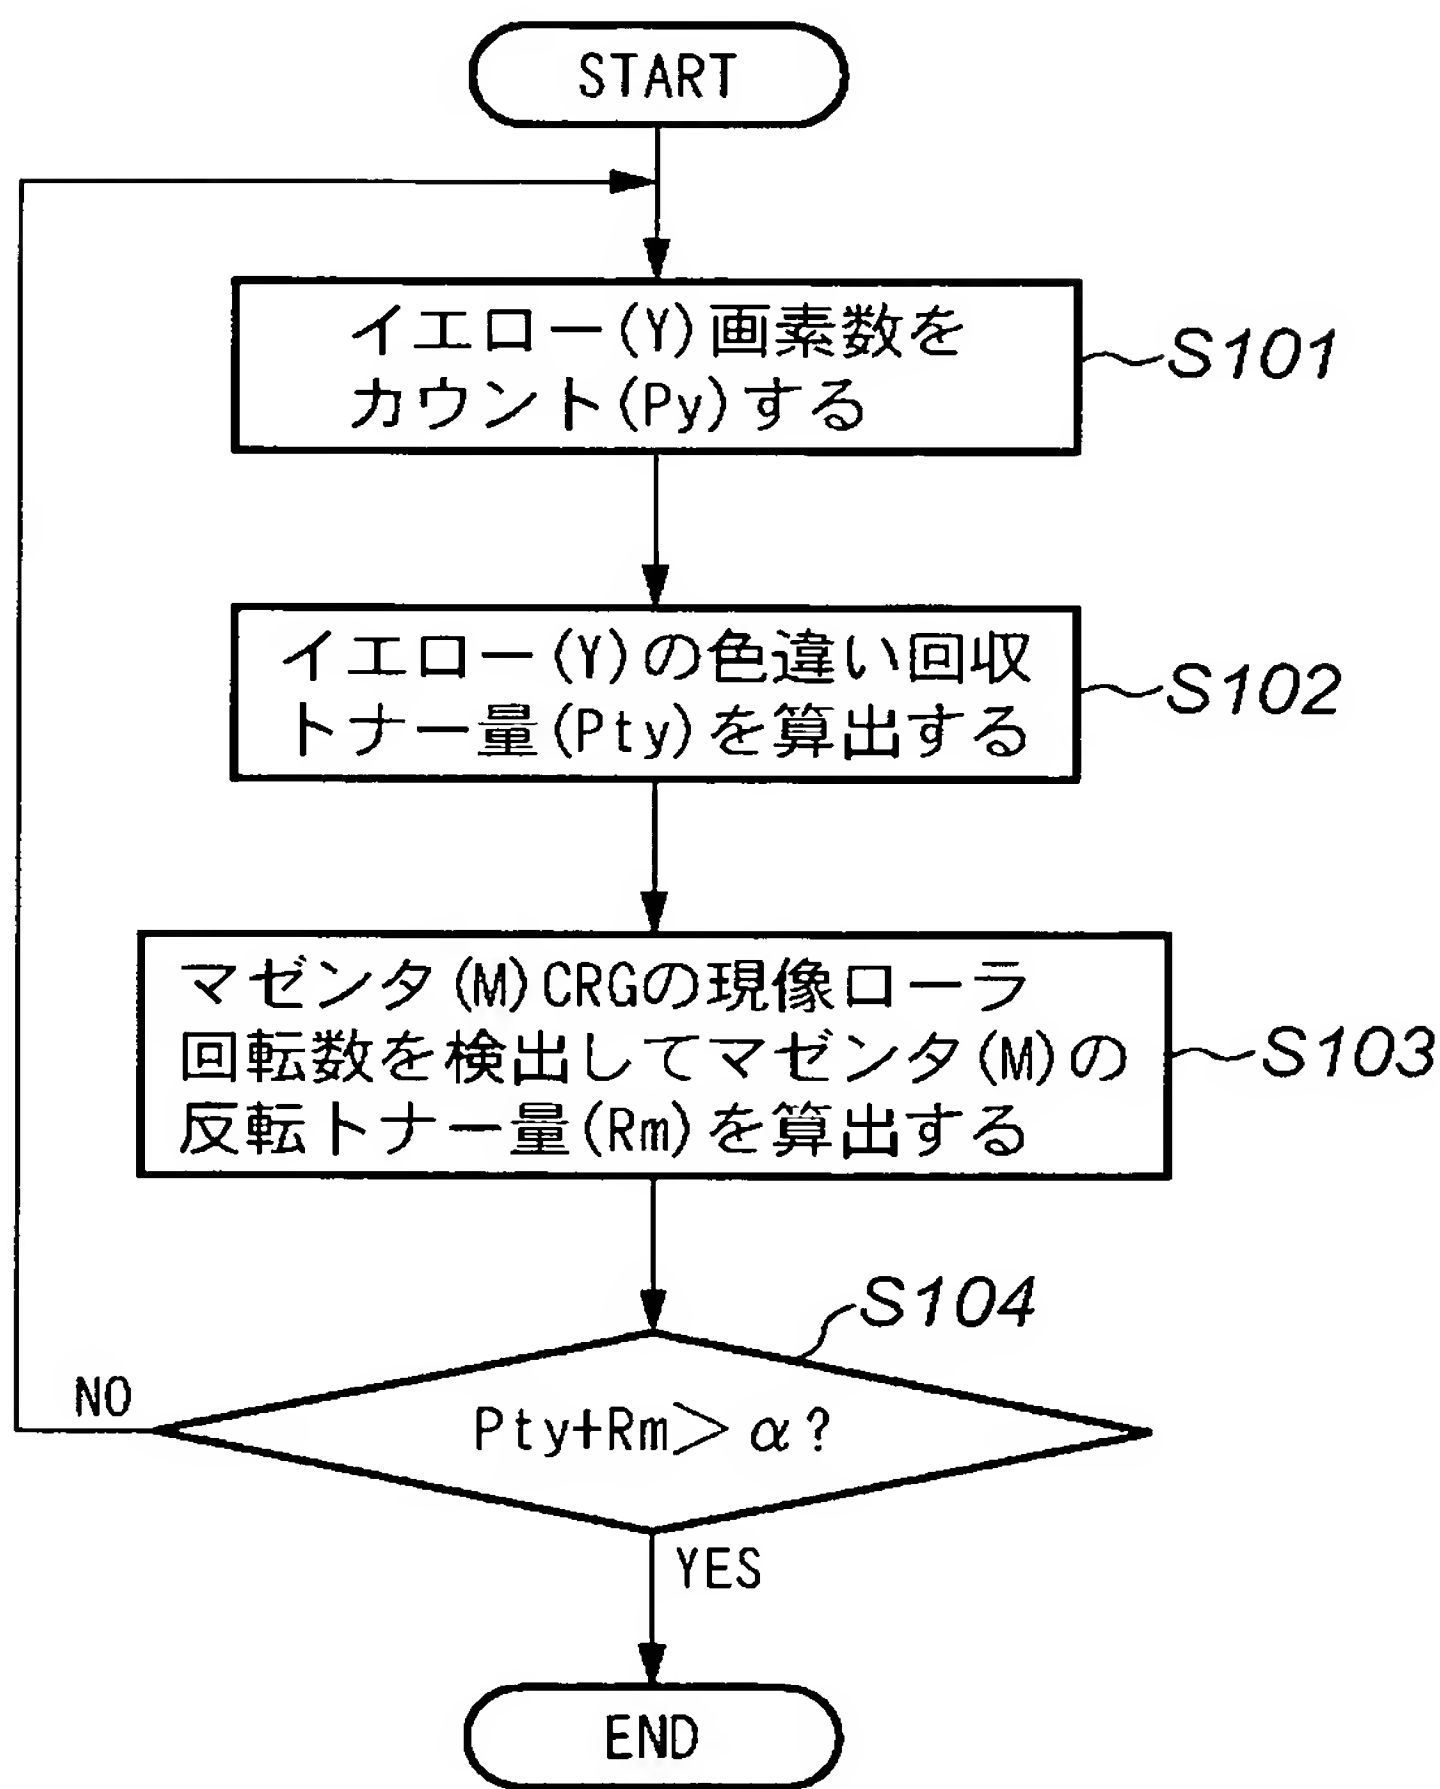 START
イエロー(Y)画素数を
カウント(Py)する
S101
イエロー(Y)の色違い回収
トナー量(Pty)を算出する
S102
マゼンタ(M)CRGの現像ローラ
回転数を検出してマゼンタ(M)の
反転トナー量(Rm)を算出する
S103
S104
NO
Pty+Rm>α?
YES
END